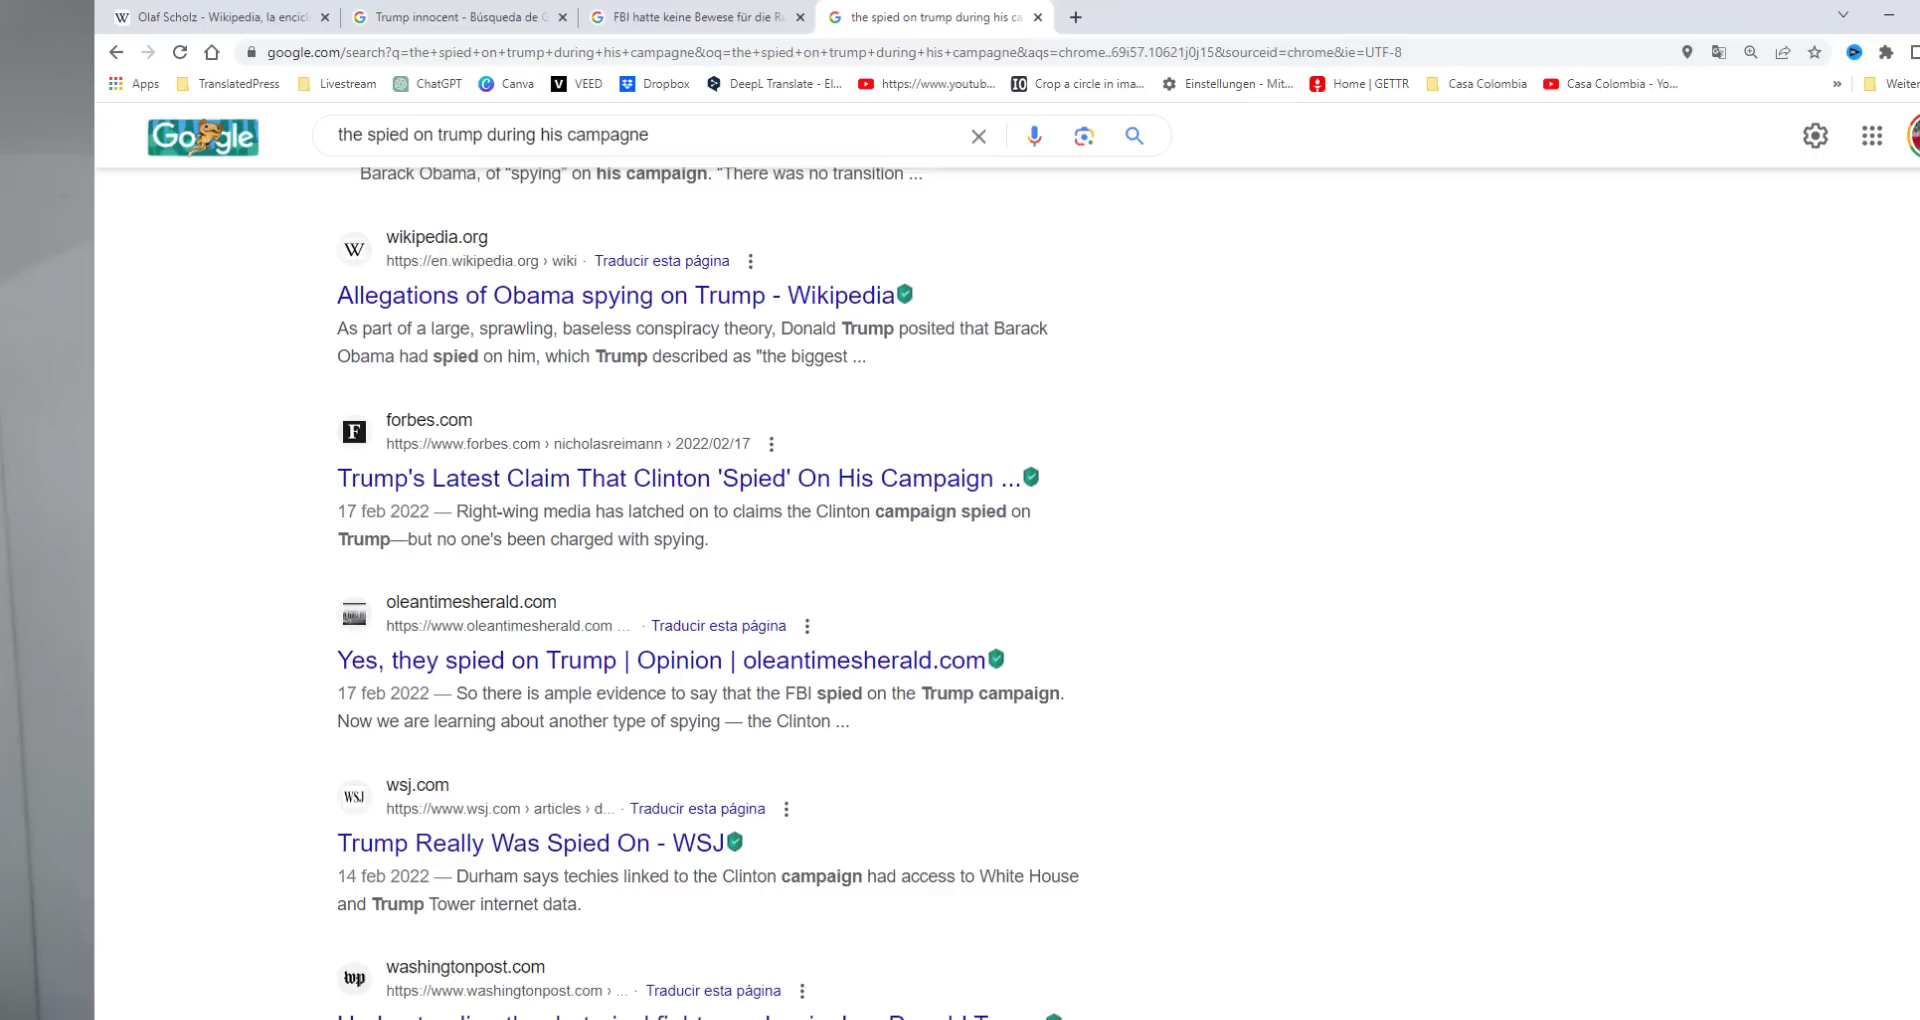 Olaf Scholz - Wikipedia, la encicl
Trump innocent - Búsqueda de G
FBI hatte keine Bewese für die R
the spied on trump during his ca
google.com/search?q=the+spied+on+trump+during+his+campagne&oq=the+spied+on+trump+during+his+campagne&aqs=chrome..69i57.10621j0j15&sourceid=chrome&ie=UTF-8
Apps TranslatedPress Livestream ChatGPT Canva VEED Dropbox DeepL Translate - El... https://www.youtub... Crop a circle in ima... Einstellungen - Mit... Home | GETTR Casa Colombia Casa Colombia - Yo... » Weiter
Google
the spied on trump during his campagne
Barack Obama, of “spying” on his campaign. “There was no transition ...
wikipedia.org
https://en.wikipedia.org › wiki · Traducir esta página
Allegations of Obama spying on Trump - Wikipedia
As part of a large, sprawling, baseless conspiracy theory, Donald Trump posited that Barack
Obama had spied on him, which Trump described as "the biggest ...
forbes.com
https://www.forbes.com › nicholasreimann › 2022/02/17
Trump's Latest Claim That Clinton 'Spied' On His Campaign ...
17 feb 2022 — Right-wing media has latched on to claims the Clinton campaign spied on
Trump—but no one's been charged with spying.
oleantimesherald.com
https://www.oleantimesherald.com ... · Traducir esta página
Yes, they spied on Trump | Opinion | oleantimesherald.com
17 feb 2022 — So there is ample evidence to say that the FBI spied on the Trump campaign.
Now we are learning about another type of spying — the Clinton ...
WSJ
wsj.com
https://www.wsj.com › articles › d... · Traducir esta página
Trump Really Was Spied On - WSJ
14 feb 2022 — Durham says techies linked to the Clinton campaign had access to White House
and Trump Tower internet data.
wp
washingtonpost.com
https://www.washingtonpost.com › ... · Traducir esta página